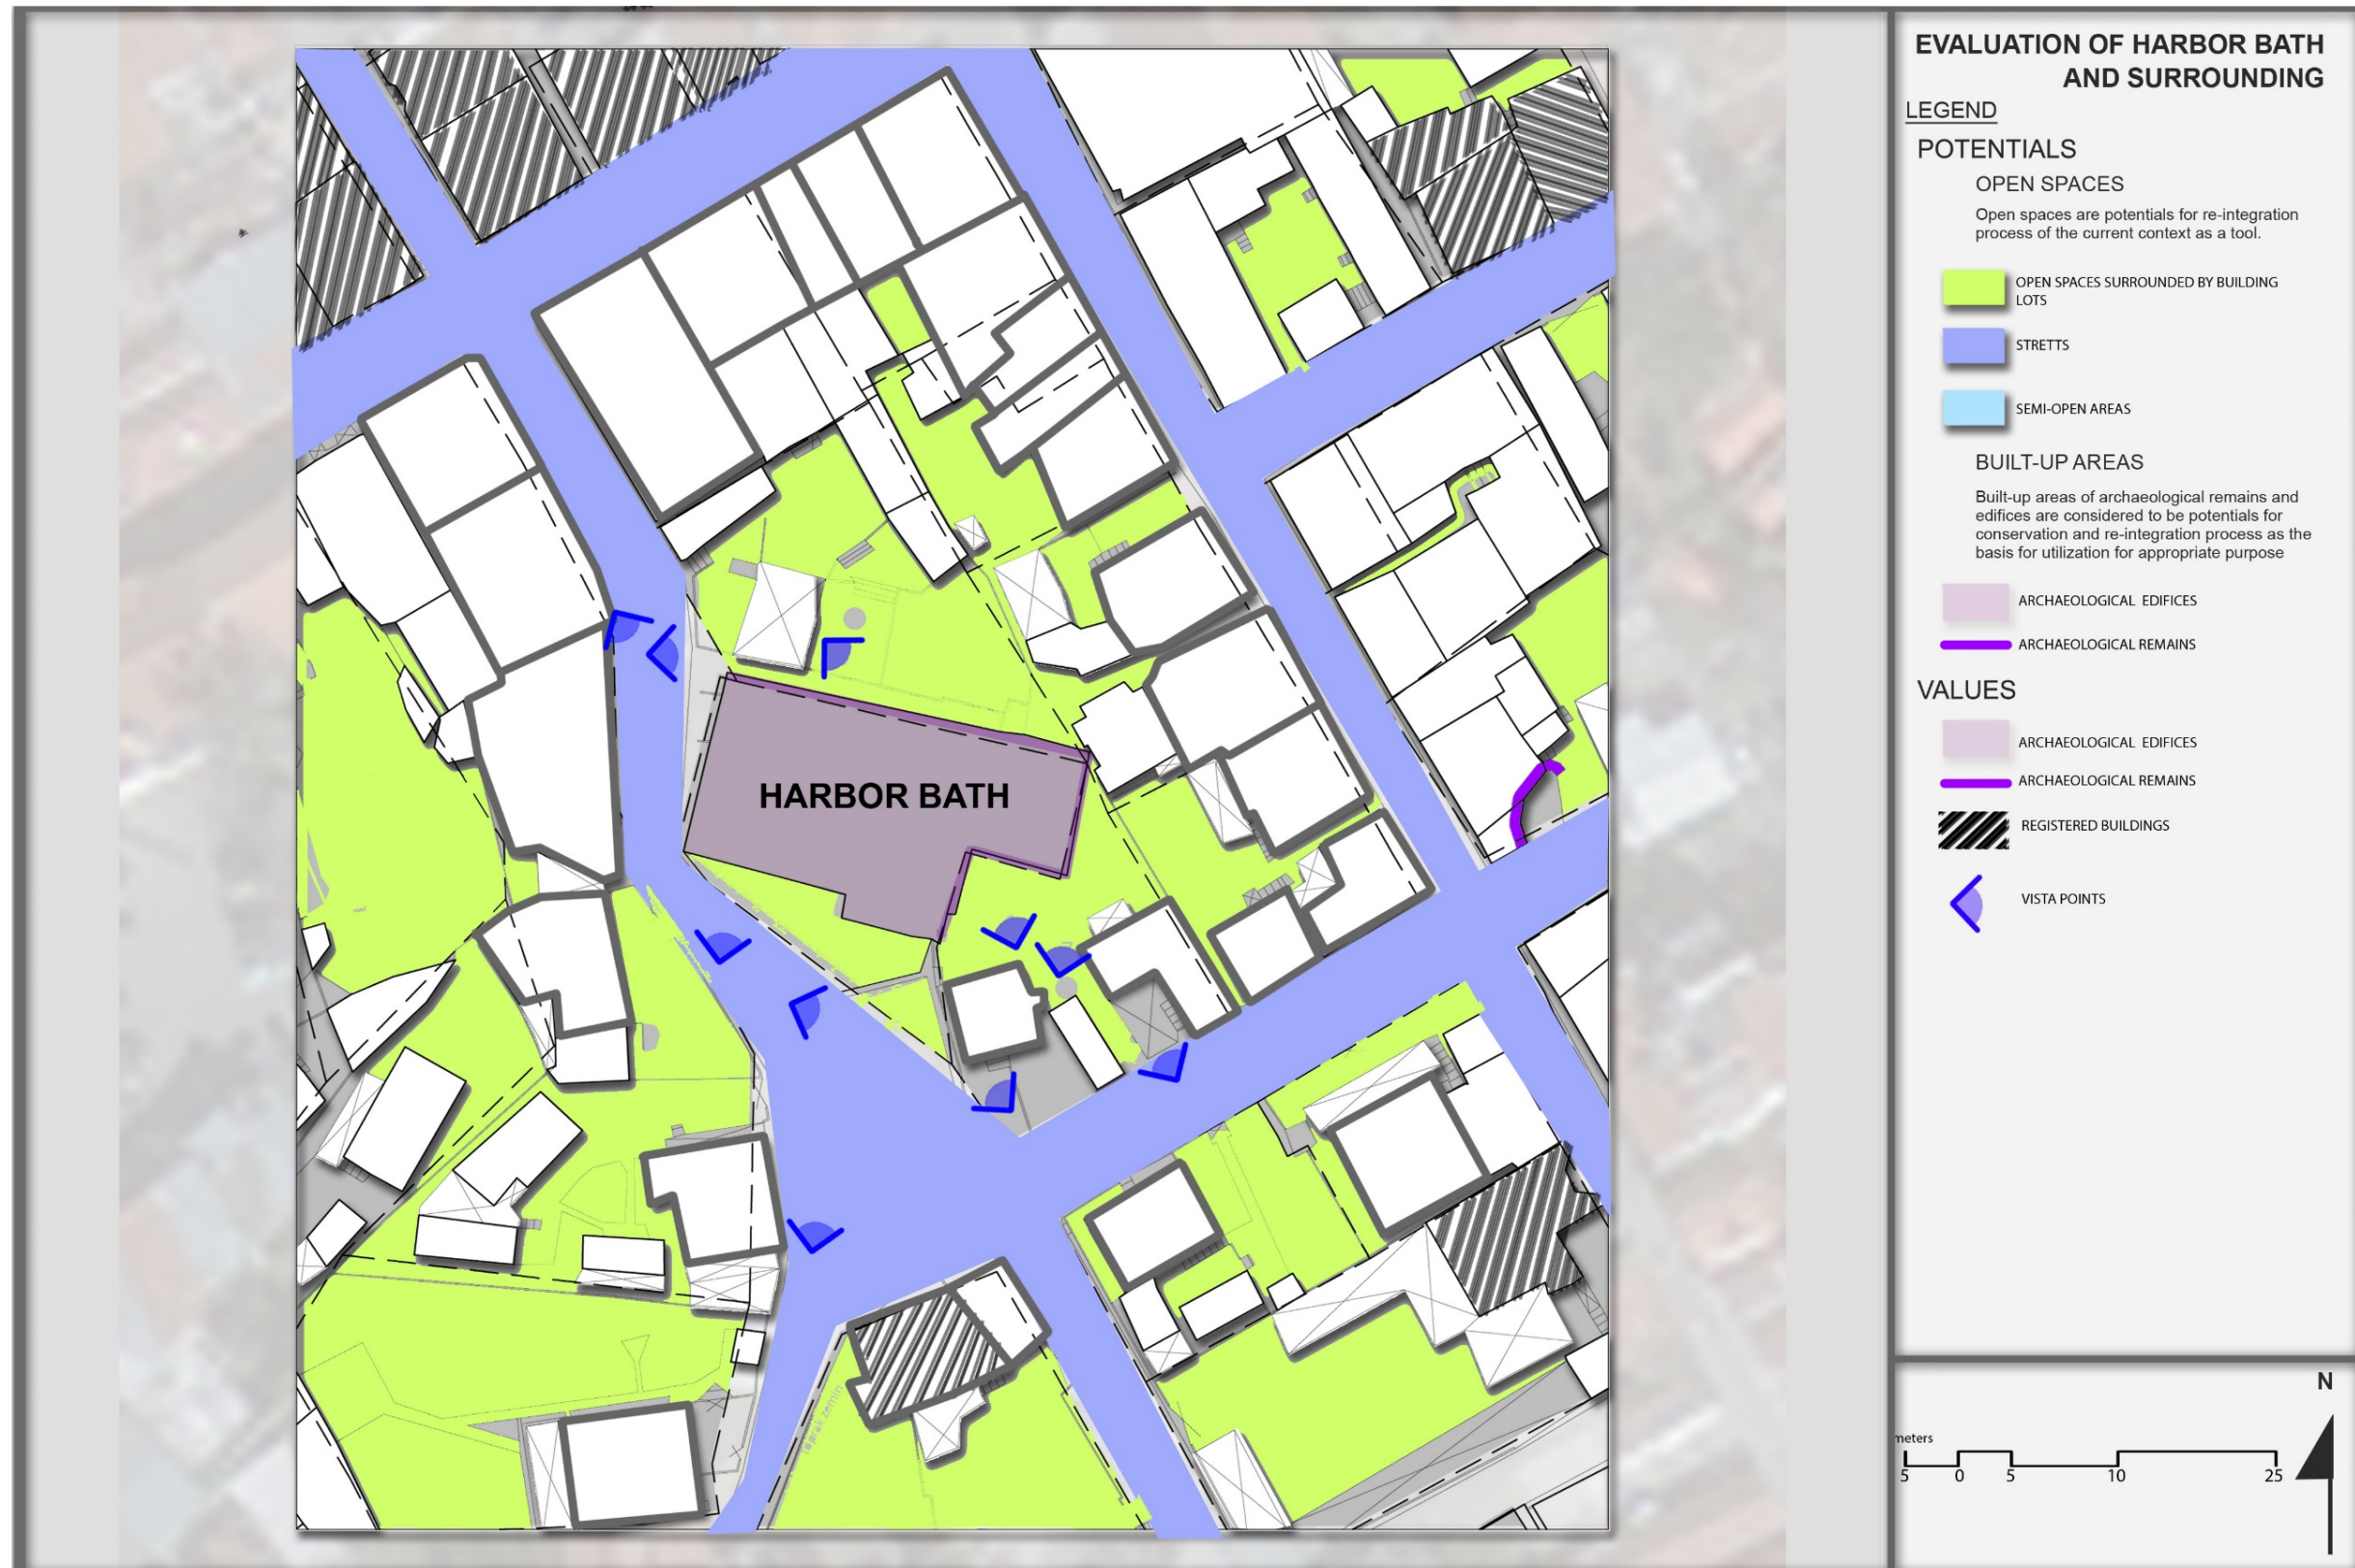 EVALUATION OF HARBOR BATH
AND SURROUNDING
LEGEND
POTENTIALS
OPEN SPACES
Open spaces are potentials for re-integration
process of the current context as a tool.
OPEN SPACES SURROUNDED BY BUILDING
LOTS
STRETTS
SEMI-OPEN AREAS
BUILT-UP AREAS
Built-up areas of archaeological remains and
edifices are considered to be potentials for
conservation and re-integration process as the
basis for utilization for appropriate purpose
ARCHAEOLOGICAL EDIFICES
ARCHAEOLOGICAL REMAINS
VALUES
ARCHAEOLOGICAL EDIFICES
ARCHAEOLOGICAL REMAINS
REGISTERED BUILDINGS
VISTA POINTS
HARBOR BATH
toprak zemin
N
meters
5 0 5 10 25